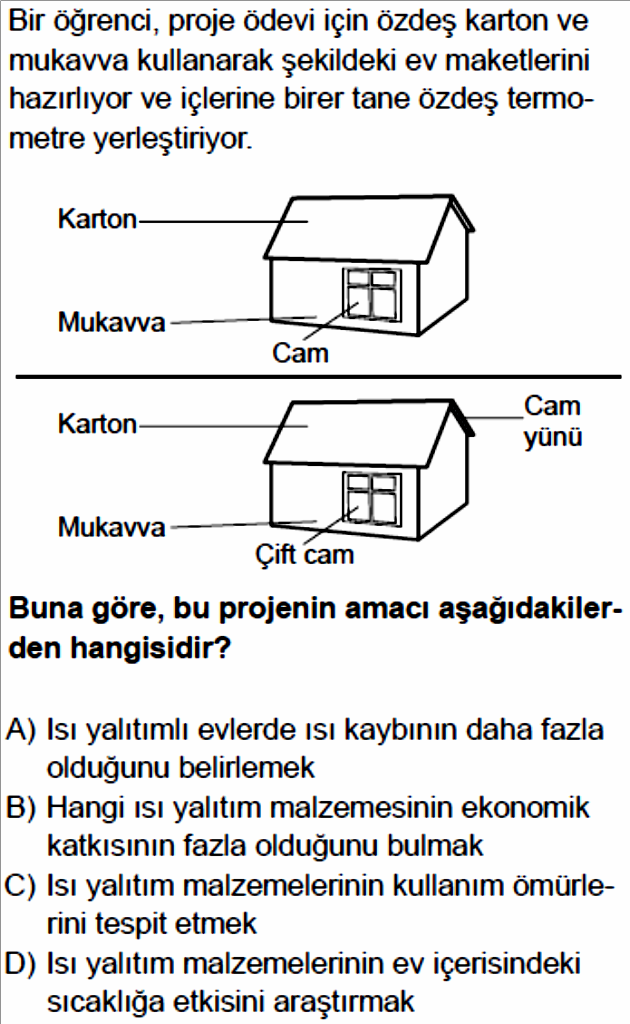 Bir öğrenci, proje ödevi için özdeş karton ve
mukavva kullanarak şekildeki ev maketlerini
hazırlıyor ve içlerine birer tane özdeş termo-
metre yerleştiriyor.
Karton
Mukavva
Cam
Karton
Cam
yünü
Mukavva
Çift cam
Buna göre, bu projenin amacı aşağıdakiler-
den hangisidir?
A) Isı yalıtımlı evlerde ısı kaybının daha fazla
olduğunu belirlemek
B) Hangi ısı yalıtım malzemesinin ekonomik
katkısının fazla olduğunu bulmak
C) Isı yalıtım malzemelerinin kullanım ömürle-
rini tespit etmek
D) Isı yalıtım malzemelerinin ev içerisindeki
sıcaklığa etkisini araştırmak